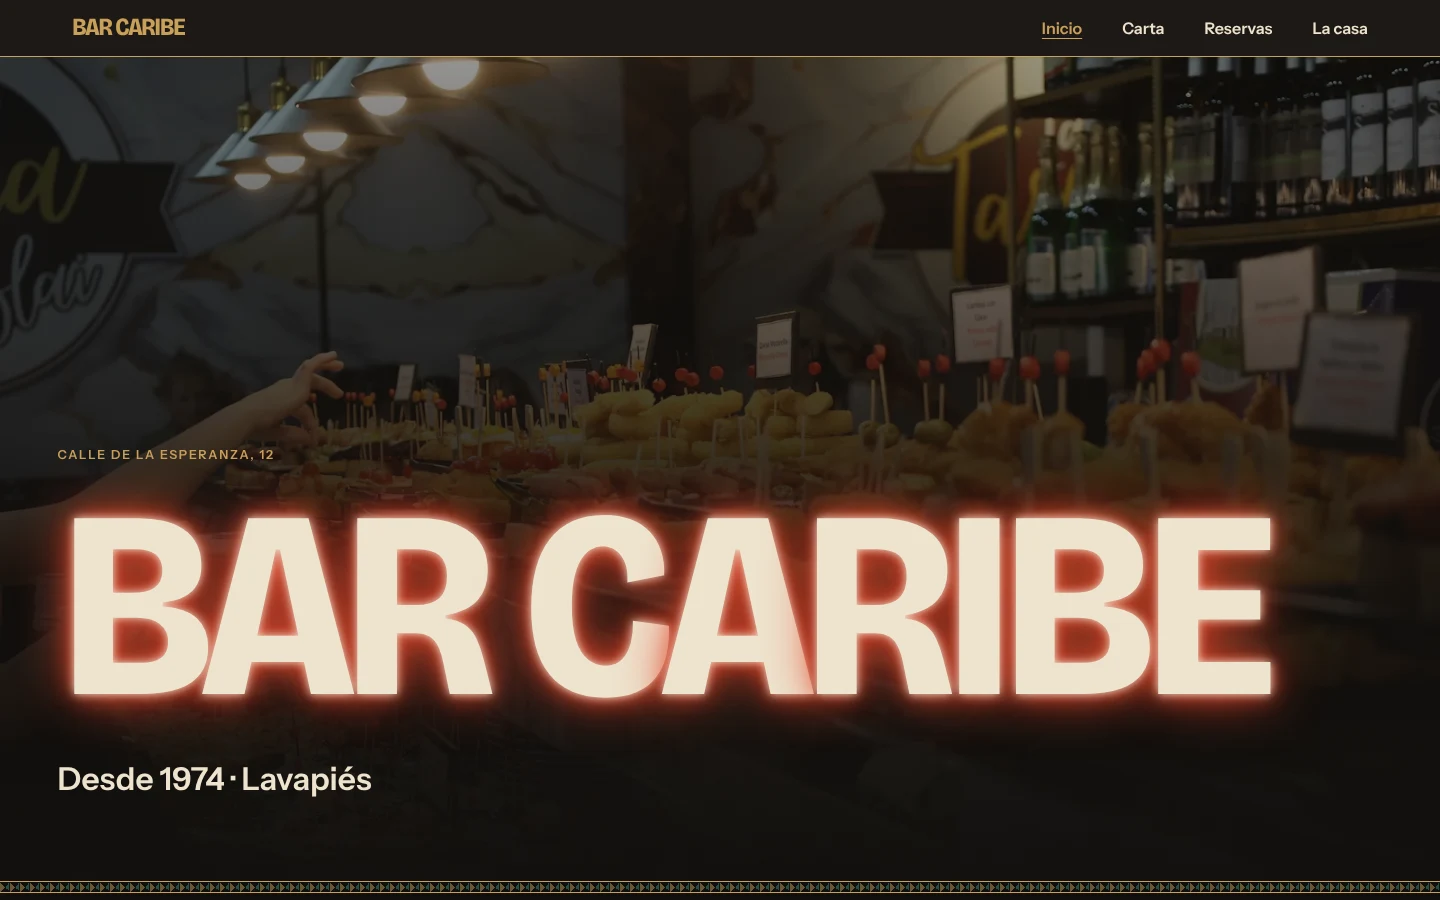 BAR CARIBE
Inicio
Carta
Reservas
La casa
CALLE DE LA ESPERANZA, 12
BAR CARIBE
Desde 1974 · Lavapiés